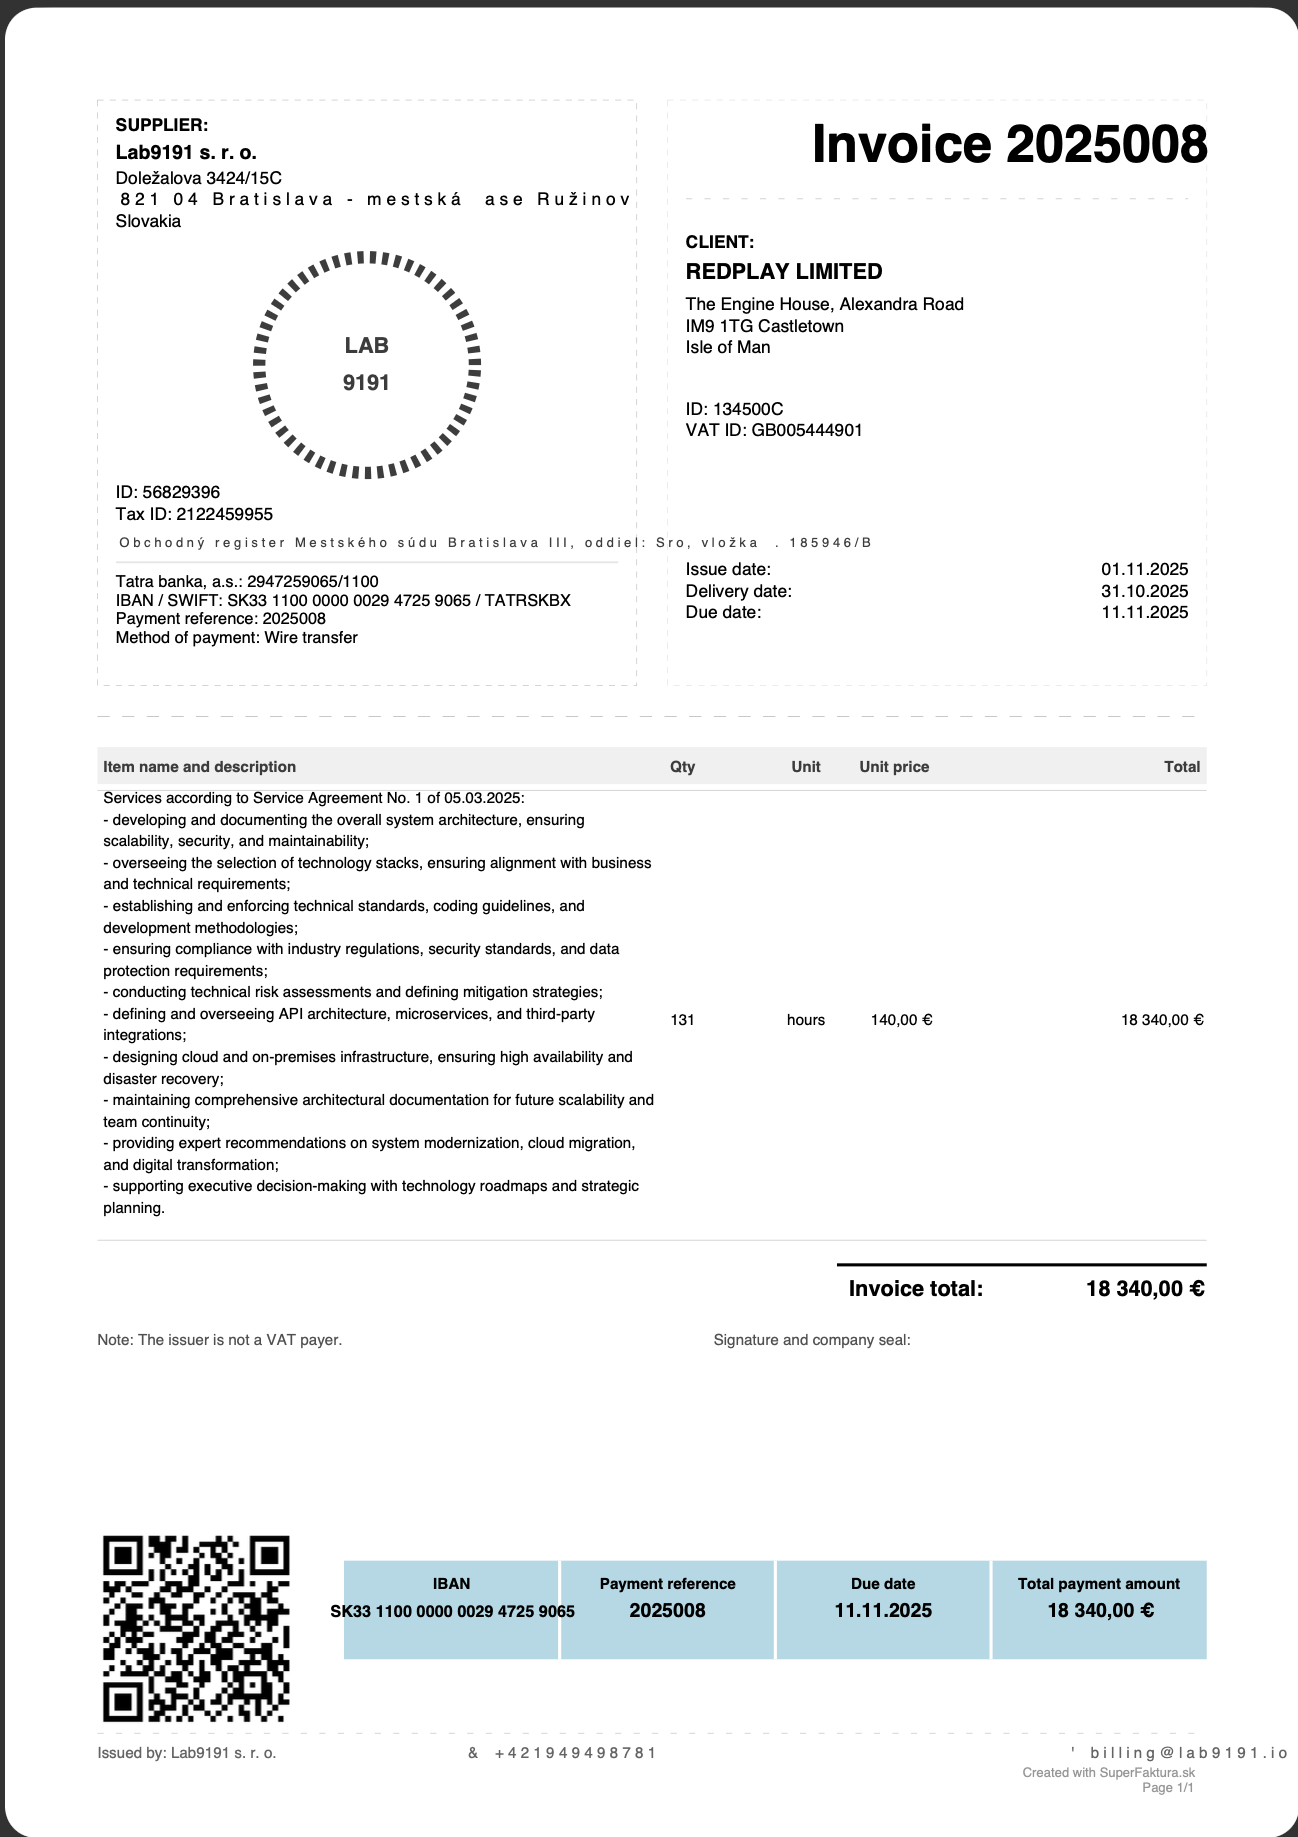 SUPPLIER:
Lab9191 s. r. o.
Doležalova 3424/15C
821 04 Bratislava - mestská ase Ružinov
Slovakia
LAB
9191
ID: 56829396
Tax ID: 2122459955
Obchodný register Mestského súdu Bratislava III, oddiel: Sro, vložka . 185946/B
Tatra banka, a.s.: 2947259065/1100
IBAN / SWIFT: SK33 1100 0000 0029 4725 9065 / TATRSKBX
Payment reference: 2025008
Method of payment: Wire transfer
Invoice 2025008
CLIENT:
REDPLAY LIMITED
The Engine House, Alexandra Road
IM9 1TG Castletown
Isle of Man
ID: 134500C
VAT ID: GB005444901
Issue date: 01.11.2025
Delivery date: 31.10.2025
Due date: 11.11.2025
Item name and description Qty Unit Unit price Total
Services according to Service Agreement No. 1 of 05.03.2025:
- developing and documenting the overall system architecture, ensuring
scalability, security, and maintainability;
- overseeing the selection of technology stacks, ensuring alignment with business
and technical requirements;
- establishing and enforcing technical standards, coding guidelines, and
development methodologies;
- ensuring compliance with industry regulations, security standards, and data
protection requirements;
- conducting technical risk assessments and defining mitigation strategies;
- defining and overseeing API architecture, microservices, and third-party
integrations;
- designing cloud and on-premises infrastructure, ensuring high availability and
disaster recovery;
- maintaining comprehensive architectural documentation for future scalability and
team continuity;
- providing expert recommendations on system modernization, cloud migration,
and digital transformation;
- supporting executive decision-making with technology roadmaps and strategic
planning.
131 hours 140,00 € 18 340,00 €
Invoice total: 18 340,00 €
Note: The issuer is not a VAT payer.
Signature and company seal:
IBAN Payment reference Due date Total payment amount
SK33 1100 0000 0029 4725 9065 2025008 11.11.2025 18 340,00 €
Issued by: Lab9191 s. r. o. & +421949498781 ' billing@lab9191.io
Created with SuperFaktura.sk
Page 1/1